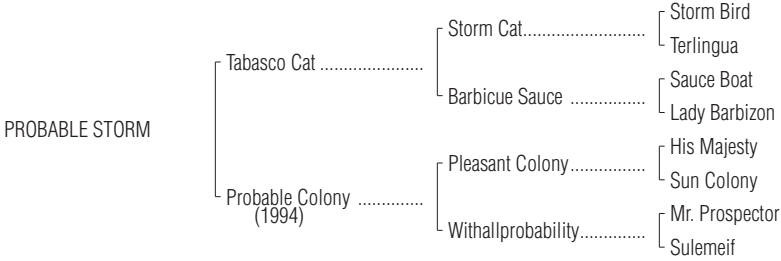 Storm Bird
Storm Cat..........................
Terlingua
Tabasco Cat ......................
Sauce Boat
Barbicue Sauce ................
Lady Barbizon
PROBABLE STORM
His Majesty
Pleasant Colony................
Sun Colony
Probable Colony ..............
(1994)
Mr. Prospector
Withallprobability..............
Sulemeif